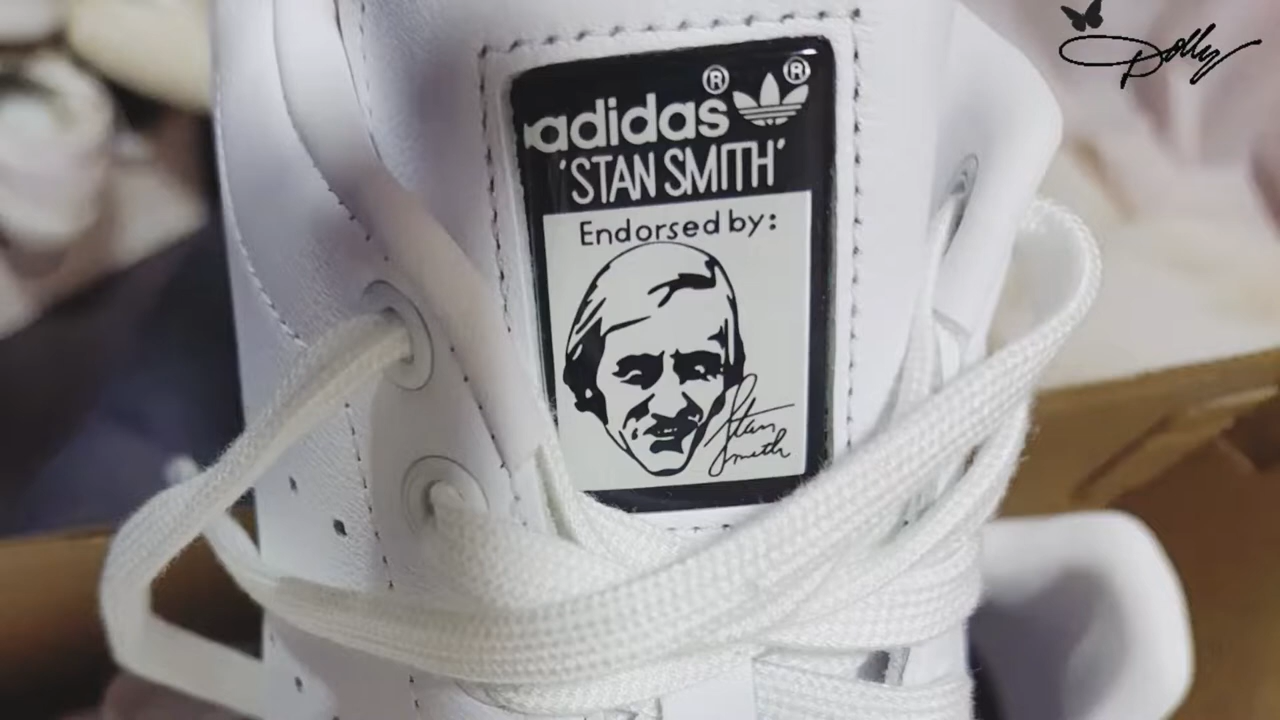 Dolly
adidas® ®
'STAN SMITH'
Endorsed by:
Stan
Smith